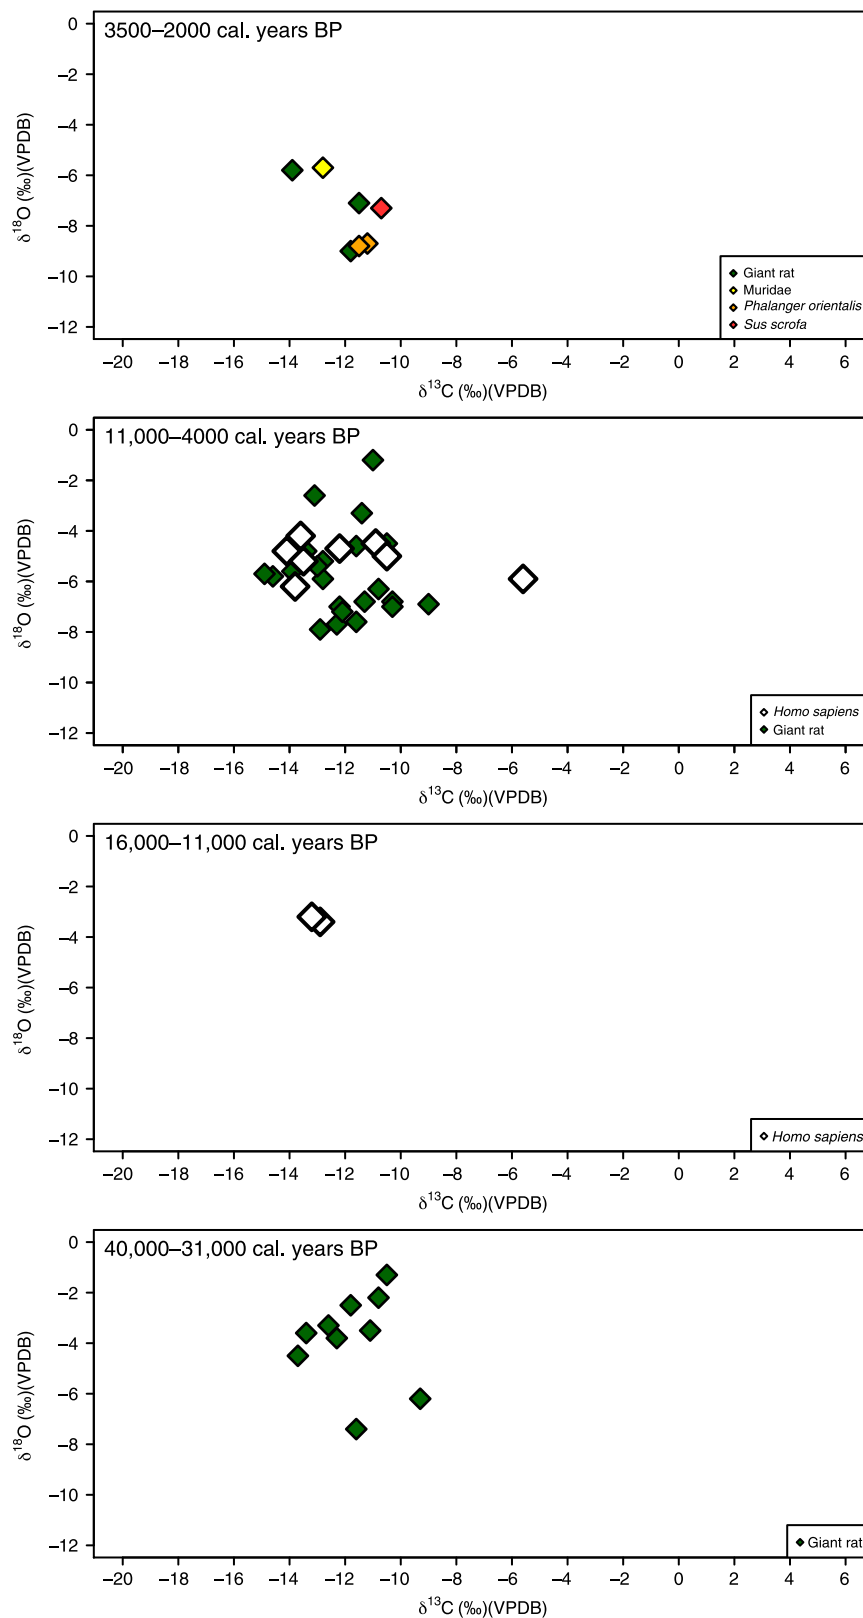 3500–2000 cal. years BP
0
−2
−4
−6
−8
−10
−12
δ¹⁸O (‰)(VPDB)
Giant rat
Muridae
Phalanger orientalis
Sus scrofa
−20 −18 −16 −14 −12 −10 −8 −6 −4 −2 0 2 4 6
δ¹³C (‰)(VPDB)
11,000–4000 cal. years BP
0
−2
−4
−6
−8
−10
−12
δ¹⁸O (‰)(VPDB)
Homo sapiens
Giant rat
−20 −18 −16 −14 −12 −10 −8 −6 −4 −2 0 2 4 6
δ¹³C (‰)(VPDB)
16,000–11,000 cal. years BP
0
−2
−4
−6
−8
−10
−12
δ¹⁸O (‰)(VPDB)
Homo sapiens
−20 −18 −16 −14 −12 −10 −8 −6 −4 −2 0 2 4 6
δ¹³C (‰)(VPDB)
40,000–31,000 cal. years BP
0
−2
−4
−6
−8
−10
−12
δ¹⁸O (‰)(VPDB)
Giant rat
−20 −18 −16 −14 −12 −10 −8 −6 −4 −2 0 2 4 6
δ¹³C (‰)(VPDB)